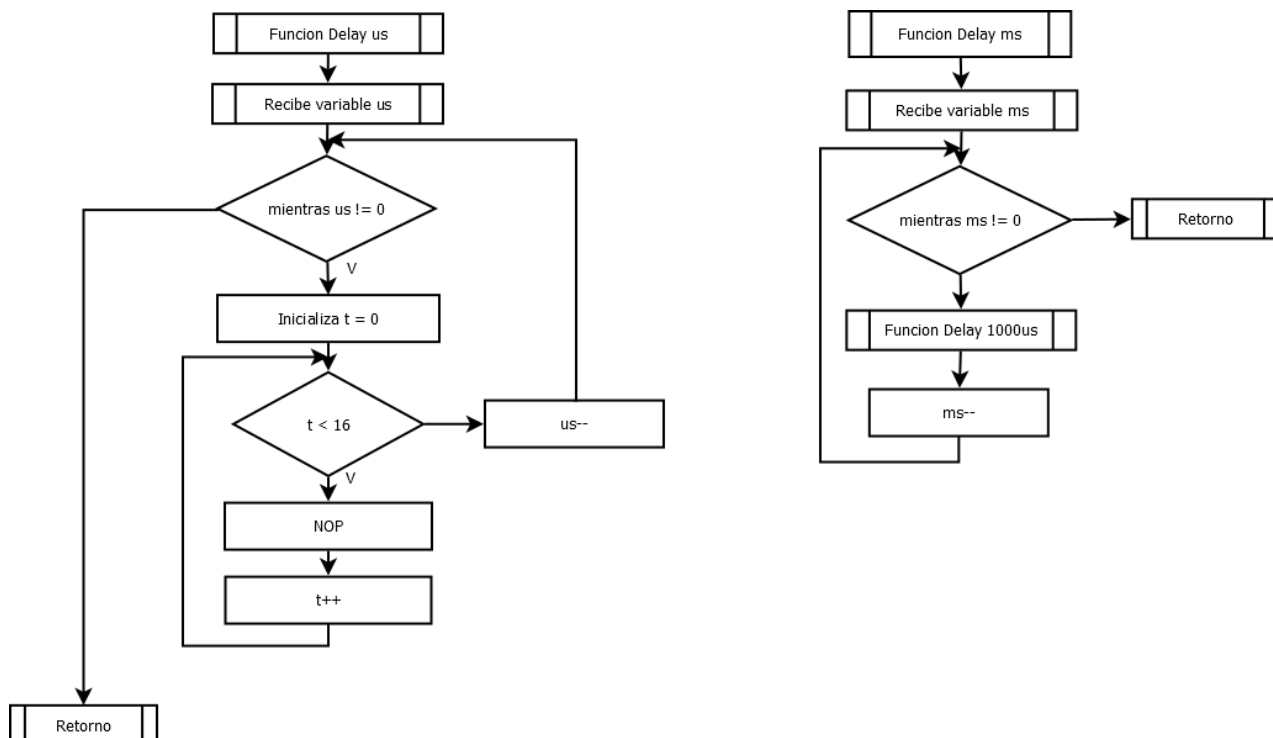 Funcion Delay us
Recibe variable us
mientras us != 0
V
Inicializa t = 0
t < 16
us--
V
NOP
t++
Retorno
Funcion Delay ms
Recibe variable ms
mientras ms != 0
Retorno
Funcion Delay 1000us
ms--